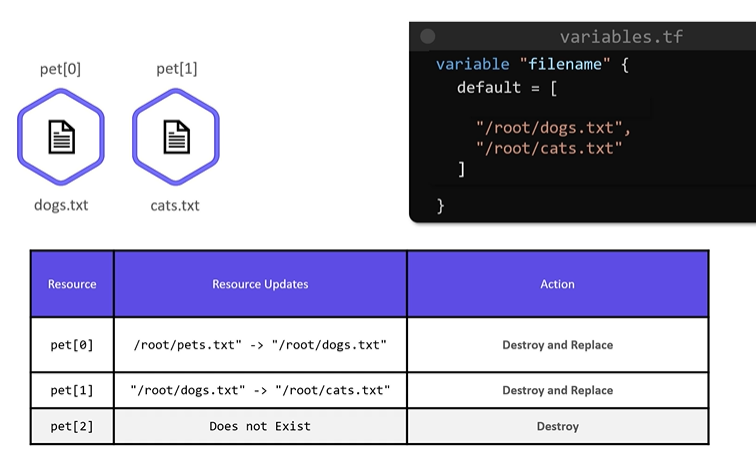 pet[0] pet[1]
dogs.txt cats.txt
variables.tf
variable "filename" {
default = [
"/root/dogs.txt",
"/root/cats.txt"
]
}
Resource Resource Updates Action
pet[0] /root/pets.txt" -> "/root/dogs.txt" Destroy and Replace
pet[1] "/root/dogs.txt" -> "/root/cats.txt" Destroy and Replace
pet[2] Does not Exist Destroy